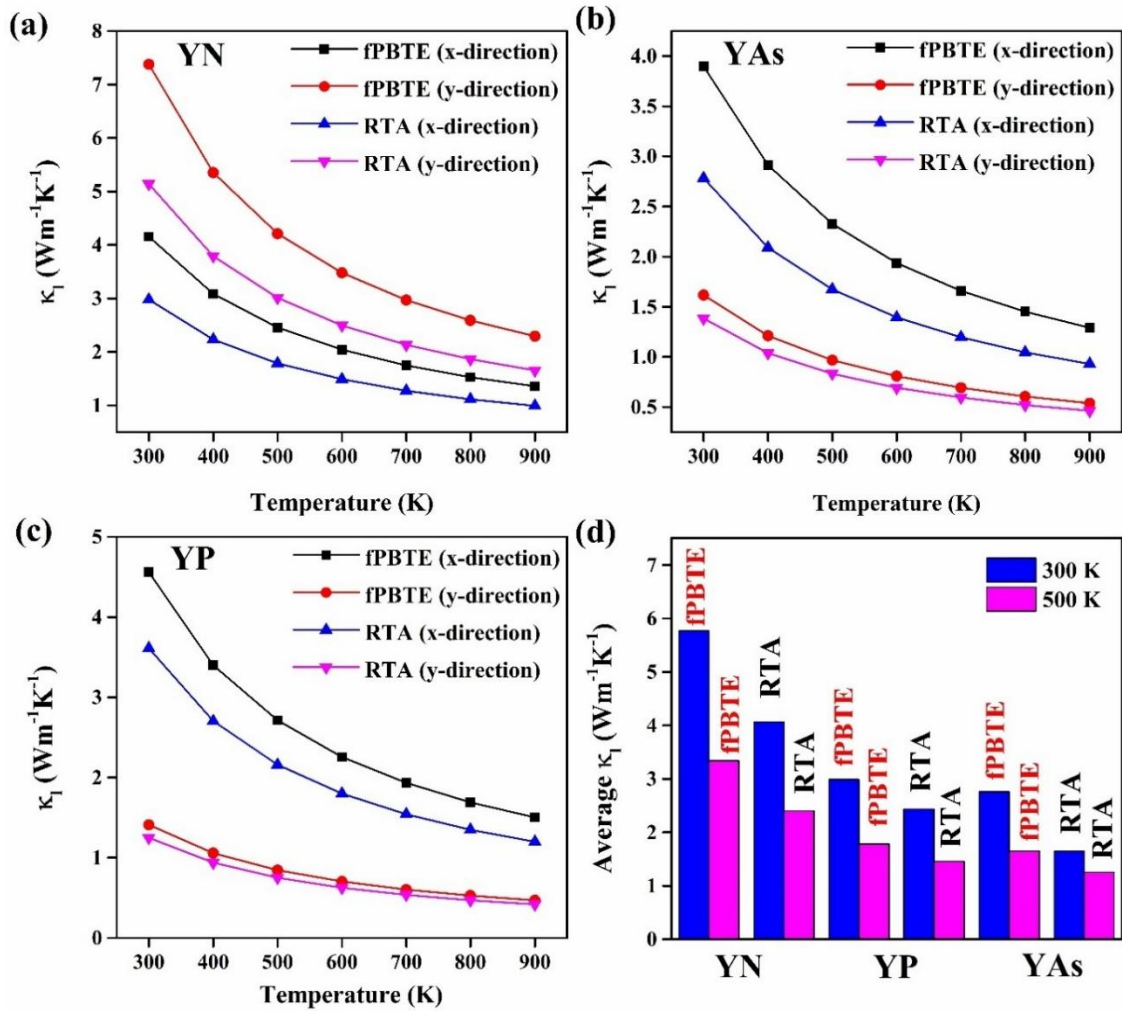 (a)
YN
fPBTE (x-direction)
fPBTE (y-direction)
RTA (x-direction)
RTA (y-direction)
κl (Wm⁻¹K⁻¹)
8
7
6
5
4
3
2
1
300 400 500 600 700 800 900
Temperature (K)
(b)
YAs
fPBTE (x-direction)
fPBTE (y-direction)
RTA (x-direction)
RTA (y-direction)
κl (Wm⁻¹K⁻¹)
4.0
3.5
3.0
2.5
2.0
1.5
1.0
0.5
300 400 500 600 700 800 900
Temperature (K)
(c)
YP
fPBTE (x-direction)
fPBTE (y-direction)
RTA (x-direction)
RTA (y-direction)
κl (Wm⁻¹K⁻¹)
5
4
3
2
1
0
300 400 500 600 700 800 900
Temperature (K)
(d)
300 K
500 K
Average κl (Wm⁻¹K⁻¹)
7
6
5
4
3
2
1
0
fPBTE
fPBTE
RTA
RTA
fPBTE
fPBTE
RTA
RTA
fPBTE
fPBTE
RTA
RTA
YN YP YAs